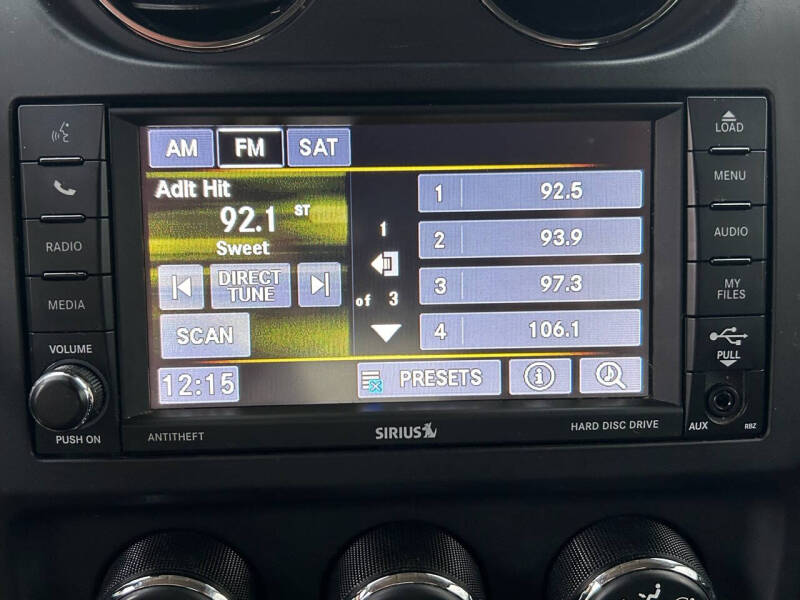 AM FM SAT
Adlt Hit
92.1 ST
Sweet
DIRECT
TUNE
SCAN
12:15
1
of 3
1 92.5
2 93.9
3 97.3
4 106.1
PRESETS
RADIO
MEDIA
VOLUME
PUSH ON
ANTITHEFT
SIRIUS
HARD DISC DRIVE
LOAD
MENU
AUDIO
MY
FILES
PULL
AUX
RBZ